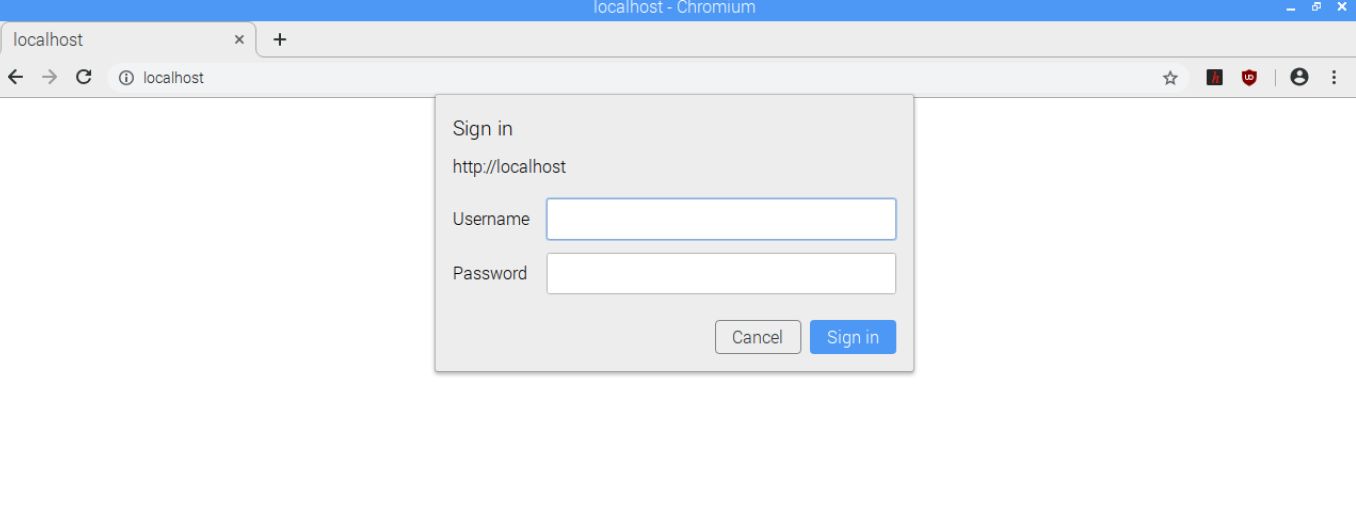 localhost - Chromium
localhost
localhost
Sign in
http://localhost
Username
Password
Cancel Sign in